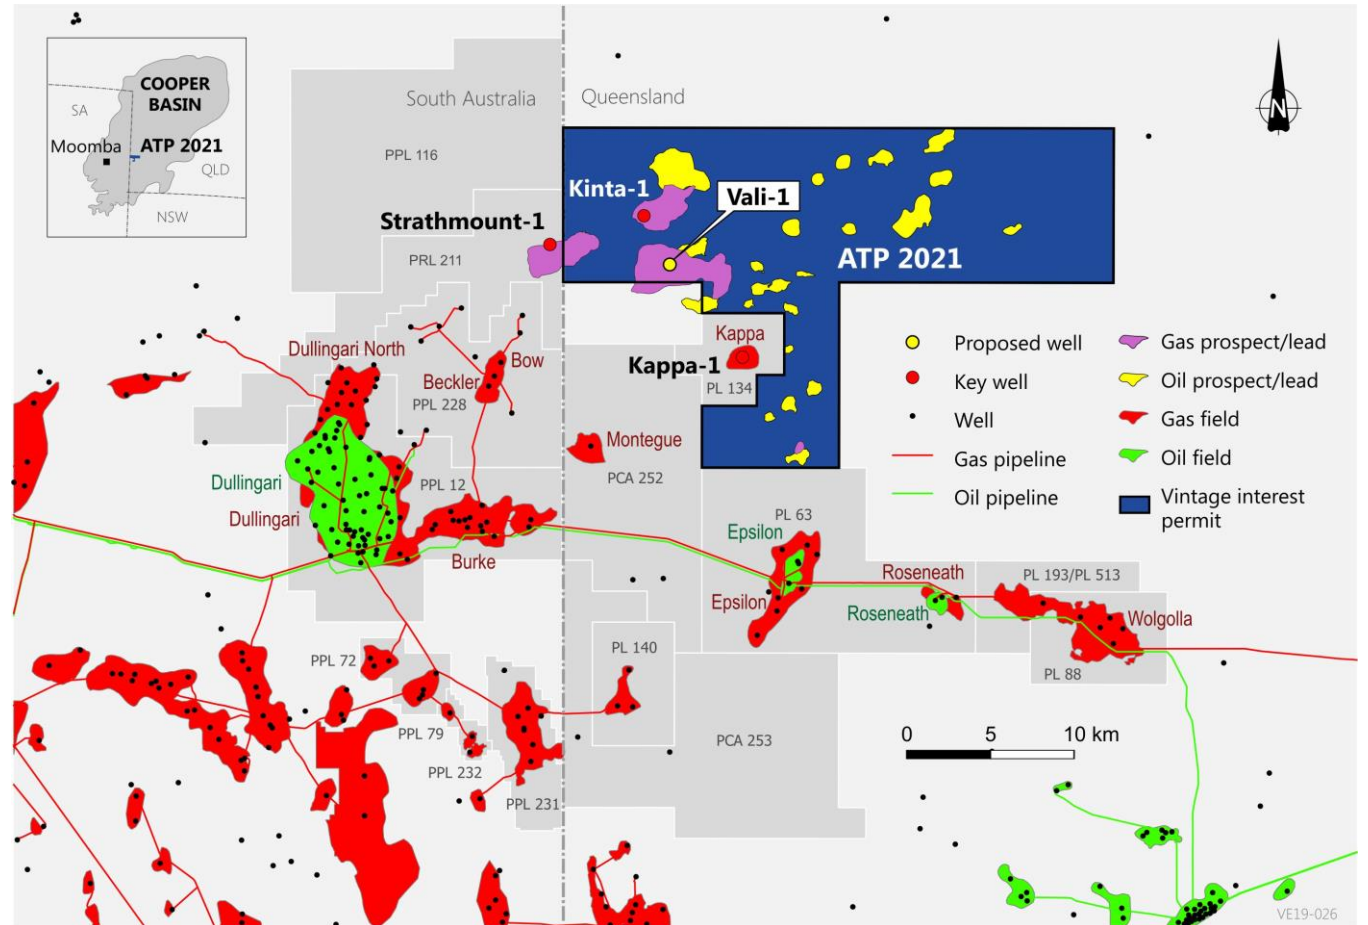 COOPER
BASIN
SA
Moomba
ATP 2021
QLD
NSW
South Australia
Queensland
N
PPL 116
Kinta-1
Vali-1
Strathmount-1
PRL 211
ATP 2021
Dullingari North
Bow
Beckler
PPL 228
Kappa
Kappa-1
PL 134
Proposed well
Key well
Well
Gas pipeline
Oil pipeline
Gas prospect/lead
Oil prospect/lead
Gas field
Oil field
Vintage interest
permit
Montegue
PCA 252
Dullingari
PPL 12
Dullingari
Burke
PL 63
Epsilon
Epsilon
Roseneath
Roseneath
PL 193/PL 513
Wolgolla
PL 88
PPL 72
PL 140
PPL 79
PPL 232
PPL 231
PCA 253
0 5 10 km
VE19-026